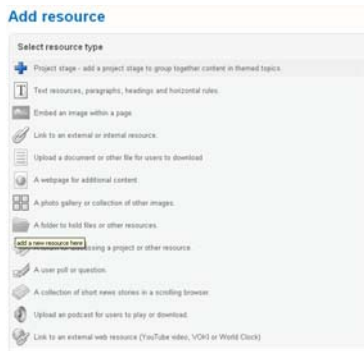 Add resource
Select resource type
Project stage - add a project stage to group together content in themed topics.
T Text resources, paragraphs, headings and horizontal rules.
Embed an image within a page
Link to an external or internal resource.
Upload a document or other file for users to download
A webpage for additional content.
A photo gallery or collection of other images.
A folder to hold files or other resources.
add a new resource here
a project or other resource.
A user poll or question.
A collection of short news stories in a scrolling browser.
Upload an podcast for users to play or download.
Link to an external web resource (YouTube video, VOKI or World Clock)